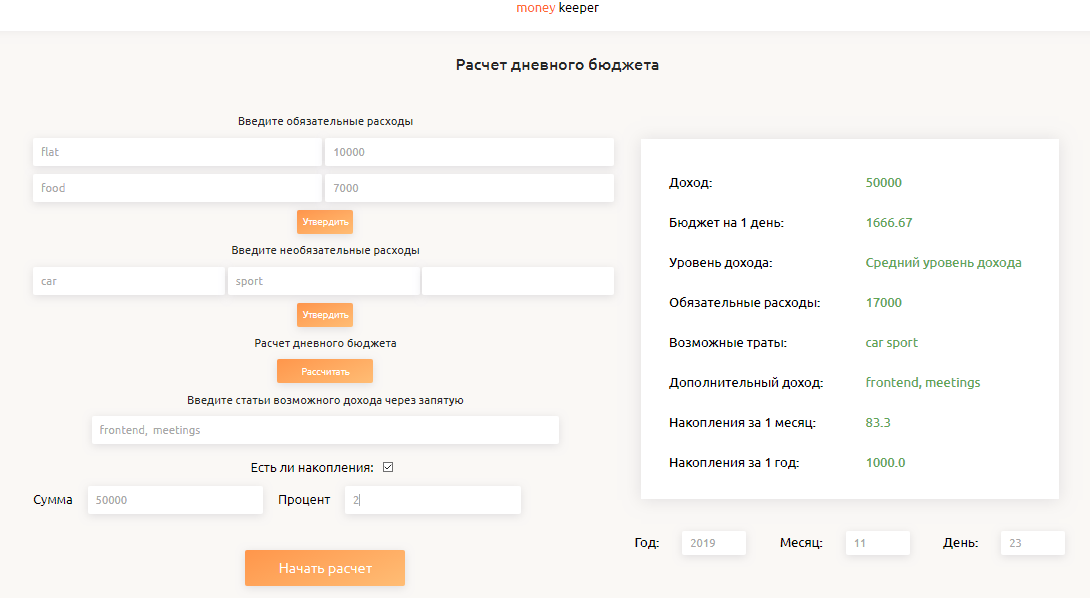 money keeper
Расчет дневного бюджета
Введите обязательные расходы
flat 10000
food 7000
Утвердить
Введите необязательные расходы
car sport
Утвердить
Расчет дневного бюджета
Рассчитать
Введите статьи возможного дохода через запятую
frontend, meetings
Есть ли накопления:
Сумма 50000 Процент 2
Начать расчет
Доход: 50000
Бюджет на 1 день: 1666.67
Уровень дохода: Средний уровень дохода
Обязательные расходы: 17000
Возможные траты: car sport
Дополнительный доход: frontend, meetings
Накопления за 1 месяц: 83.3
Накопления за 1 год: 1000.0
Год: 2019 Месяц: 11 День: 23